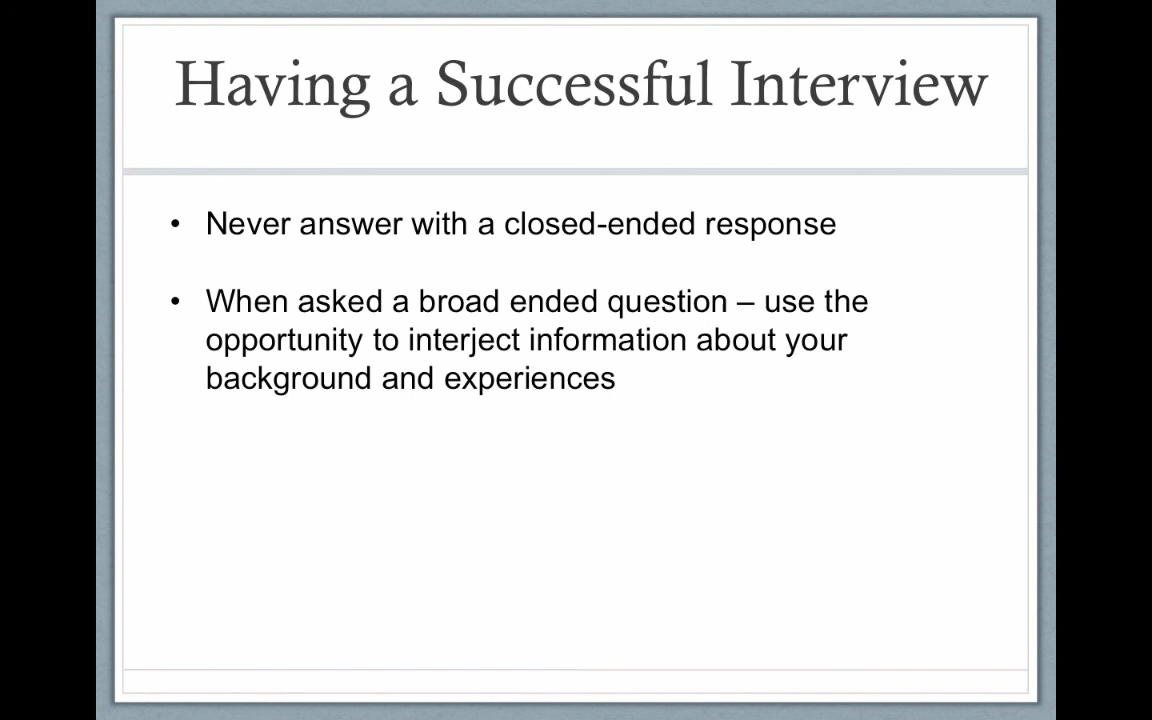 Having a Successful Interview
• Never answer with a closed-ended response
• When asked a broad ended question – use the
opportunity to interject information about your
background and experiences